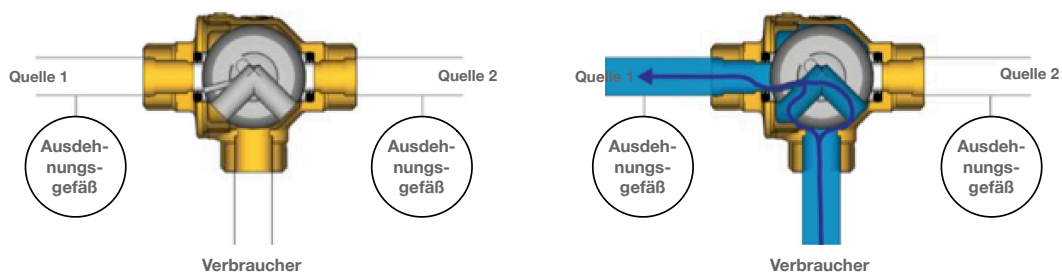 Quelle 1
Quelle 2
Ausdeh-
nungs-
gefäß
Ausdeh-
nungs-
gefäß
Verbraucher
Quelle 1
Quelle 2
Ausdeh-
nungs-
gefäß
Ausdeh-
nungs-
gefäß
Verbraucher